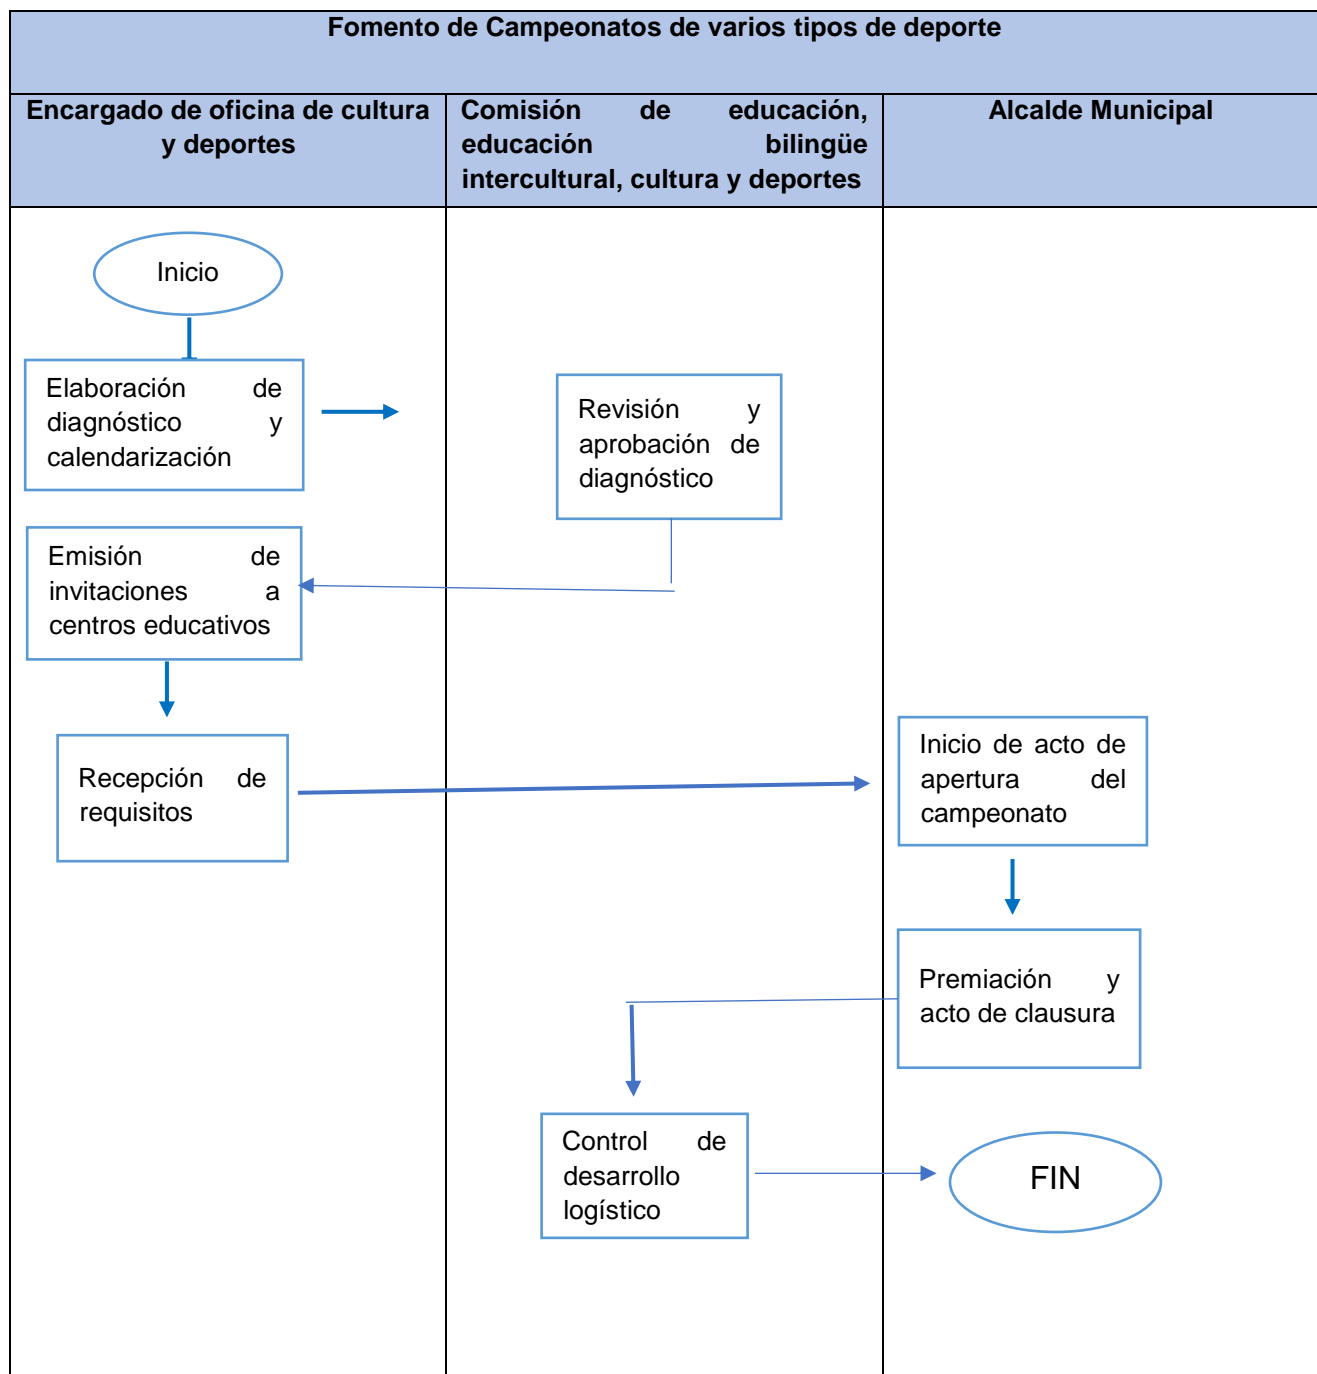 Fomento de Campeonatos de varios tipos de deporte
Encargado de oficina de cultura
y deportes
Comisión de educación,
educación bilingüe
intercultural, cultura y deportes
Alcalde Municipal
Inicio
Elaboración de
diagnóstico y
calendarización
Revisión y
aprobación de
diagnóstico
Emisión de
invitaciones a
centros educativos
Recepción de
requisitos
Inicio de acto de
apertura del
campeonato
Premiación y
acto de clausura
Control de
desarrollo
logístico
FIN